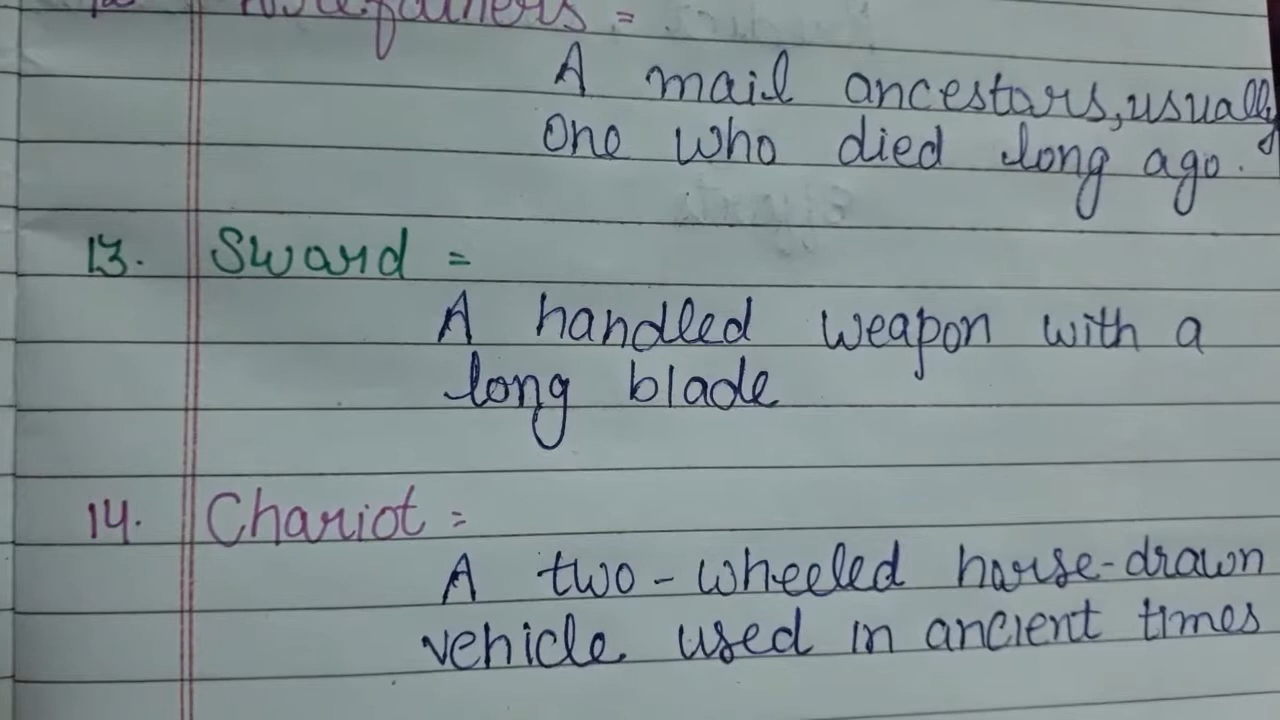 =
A mail ancestars, usually
one who died long ago.
13. Sward =
A handled weapon with a
long blade
14. Chariot =
A two-wheeled harse-drawn
vehicle used in ancient times